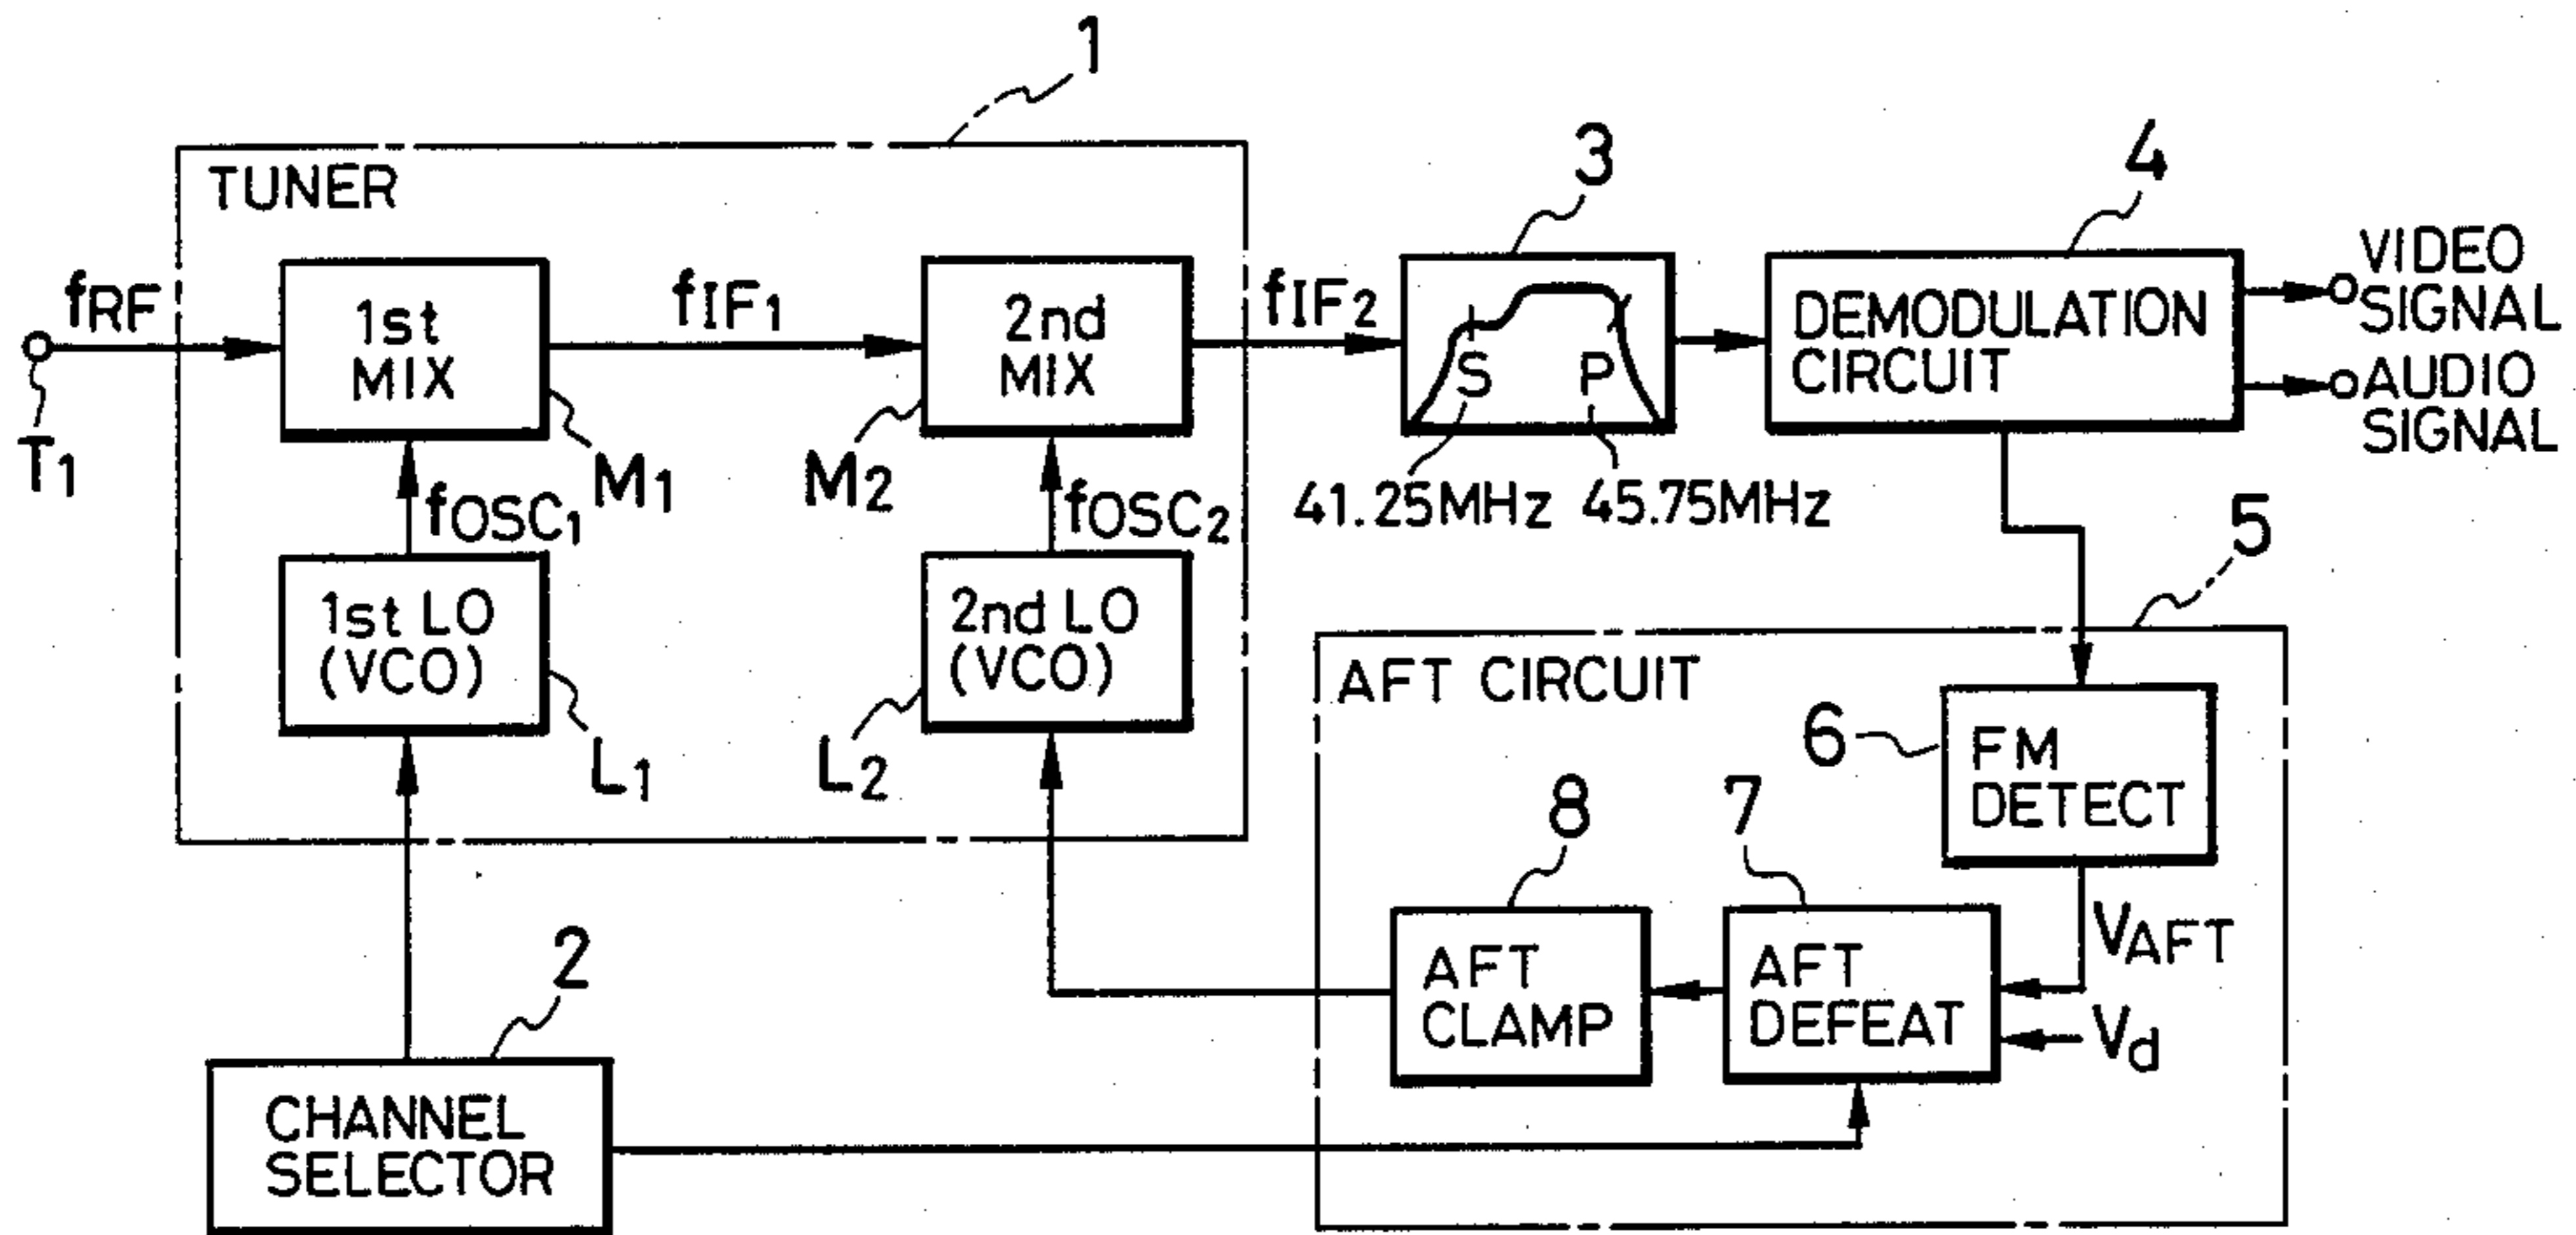 1
TUNER
3
4
fRF
1st
MIX
fIF1
2nd
MIX
fIF2
S
P
DEMODULATION
CIRCUIT
VIDEO
SIGNAL
AUDIO
SIGNAL
T1
M1
M2
41.25MHz
45.75MHz
fOSC1
fOSC2
5
1st LO
(VCO)
2nd LO
(VCO)
AFT CIRCUIT
L1
L2
6
FM
DETECT
8
7
VAFT
2
AFT
CLAMP
AFT
DEFEAT
Vd
CHANNEL
SELECTOR